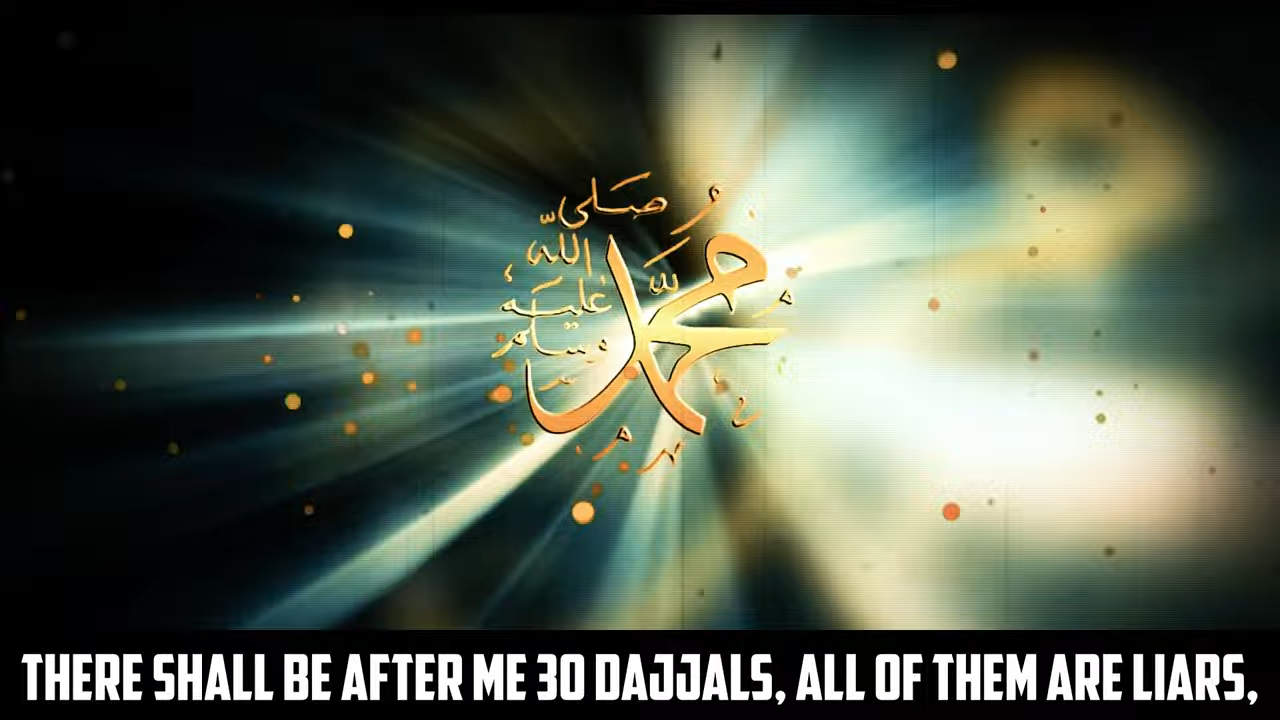 محمد
صلى
الله
عليه
وسلم
THERE SHALL BE AFTER ME 30 DAJJALS, ALL OF THEM ARE LIARS,